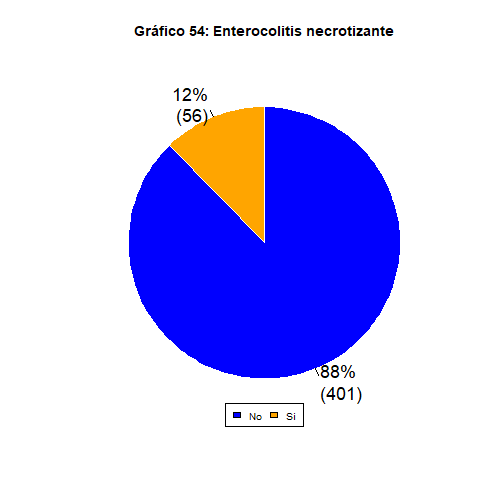 Gráfico 54: Enterocolitis necrotizante
12%
(56)
88%
(401)
No Si